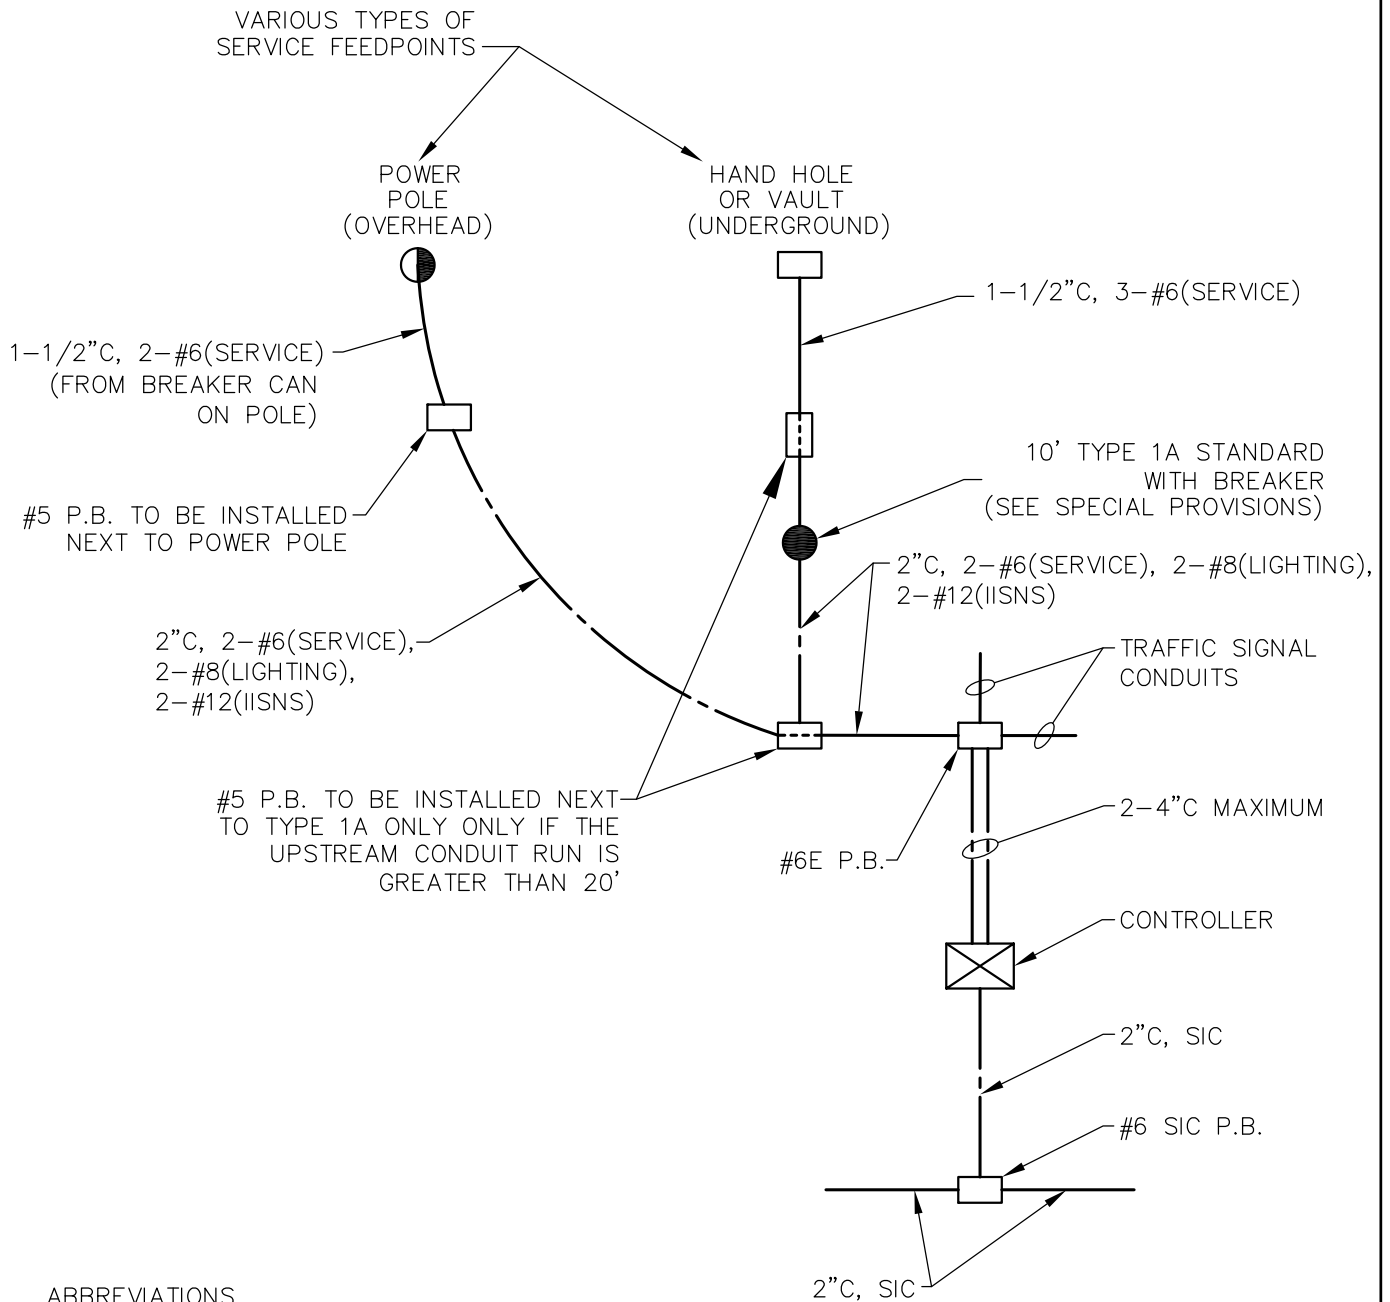 VARIOUS TYPES OF
SERVICE FEEDPOINTS
POWER
POLE
(OVERHEAD)
HAND HOLE
OR VAULT
(UNDERGROUND)
1-1/2"C, 3-#6(SERVICE)
1-1/2"C, 2-#6(SERVICE)
(FROM BREAKER CAN
ON POLE)
10' TYPE 1A STANDARD
WITH BREAKER
(SEE SPECIAL PROVISIONS)
#5 P.B. TO BE INSTALLED
NEXT TO POWER POLE
2"C, 2-#6(SERVICE), 2-#8(LIGHTING),
2-#12(IISNS)
2"C, 2-#6(SERVICE),
2-#8(LIGHTING),
2-#12(IISNS)
TRAFFIC SIGNAL
CONDUITS
#5 P.B. TO BE INSTALLED NEXT
TO TYPE 1A ONLY ONLY IF THE
UPSTREAM CONDUIT RUN IS
GREATER THAN 20'
2-4"C MAXIMUM
#6E P.B.
CONTROLLER
2"C, SIC
#6 SIC P.B.
2"C, SIC
ABBREVIATIONS